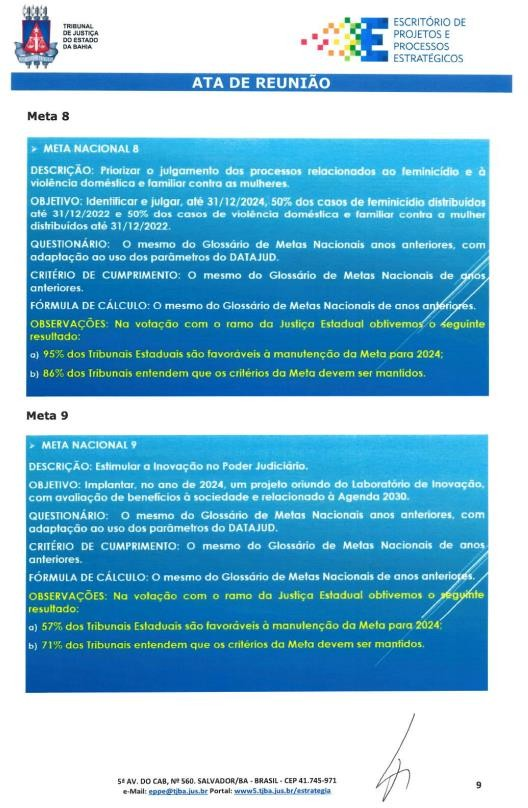 TRIBUNAL
DE JUSTIÇA
DO ESTADO
DA BAHIA
ESCRITÓRIO DE
PROJETOS E
PROCESSOS
ESTRATÉGICOS
ATA DE REUNIÃO
Meta 8
➢ META NACIONAL 8
DESCRIÇÃO: Priorizar o julgamento dos processos relacionados ao feminicídio e à
violência doméstica e familiar contra as mulheres.
OBJETIVO: Identificar e julgar, até 31/12/2024, 50% dos casos de feminicídio distribuídos
até 31/12/2022 e 50% dos casos de violência doméstica e familiar contra a mulher
distribuídos até 31/12/2022.
QUESTIONÁRIO: O mesmo do Glossário de Metas Nacionais anos anteriores, com
adaptação ao uso dos parâmetros do DATAJUD.
CRITÉRIO DE CUMPRIMENTO: O mesmo do Glossário de Metas Nacionais de anos
anteriores.
FÓRMULA DE CÁLCULO: O mesmo do Glossário de Metas Nacionais de anos anteriores.
OBSERVAÇÕES: Na votação com o ramo da Justiça Estadual obtivemos o seguinte
resultado:
a) 95% dos Tribunais Estaduais são favoráveis à manutenção da Meta para 2024;
b) 86% dos Tribunais entendem que os critérios da Meta devem ser mantidos.
Meta 9
➢ META NACIONAL 9
DESCRIÇÃO: Estimular a Inovação no Poder Judiciário.
OBJETIVO: Implantar, no ano de 2024, um projeto oriundo do Laboratório de Inovação,
com avaliação de benefícios à sociedade e relacionado à Agenda 2030.
QUESTIONÁRIO: O mesmo do Glossário de Metas Nacionais anos anteriores, com
adaptação ao uso dos parâmetros do DATAJUD.
CRITÉRIO DE CUMPRIMENTO: O mesmo do Glossário de Metas Nacionais de anos
anteriores.
FÓRMULA DE CÁLCULO: O mesmo do Glossário de Metas Nacionais de anos anteriores.
OBSERVAÇÕES: Na votação com o ramo da Justiça Estadual obtivemos o seguinte
resultado:
a) 57% dos Tribunais Estaduais são favoráveis à manutenção da Meta para 2024;
b) 71% dos Tribunais entendem que os critérios da Meta devem ser mantidos.
5ª AV. DO CAB, Nº 560. SALVADOR/BA - BRASIL - CEP 41.745-971
e-Mail: eppe@tjba.jus.br Portal: www5.tjba.jus.br/estrategia
9